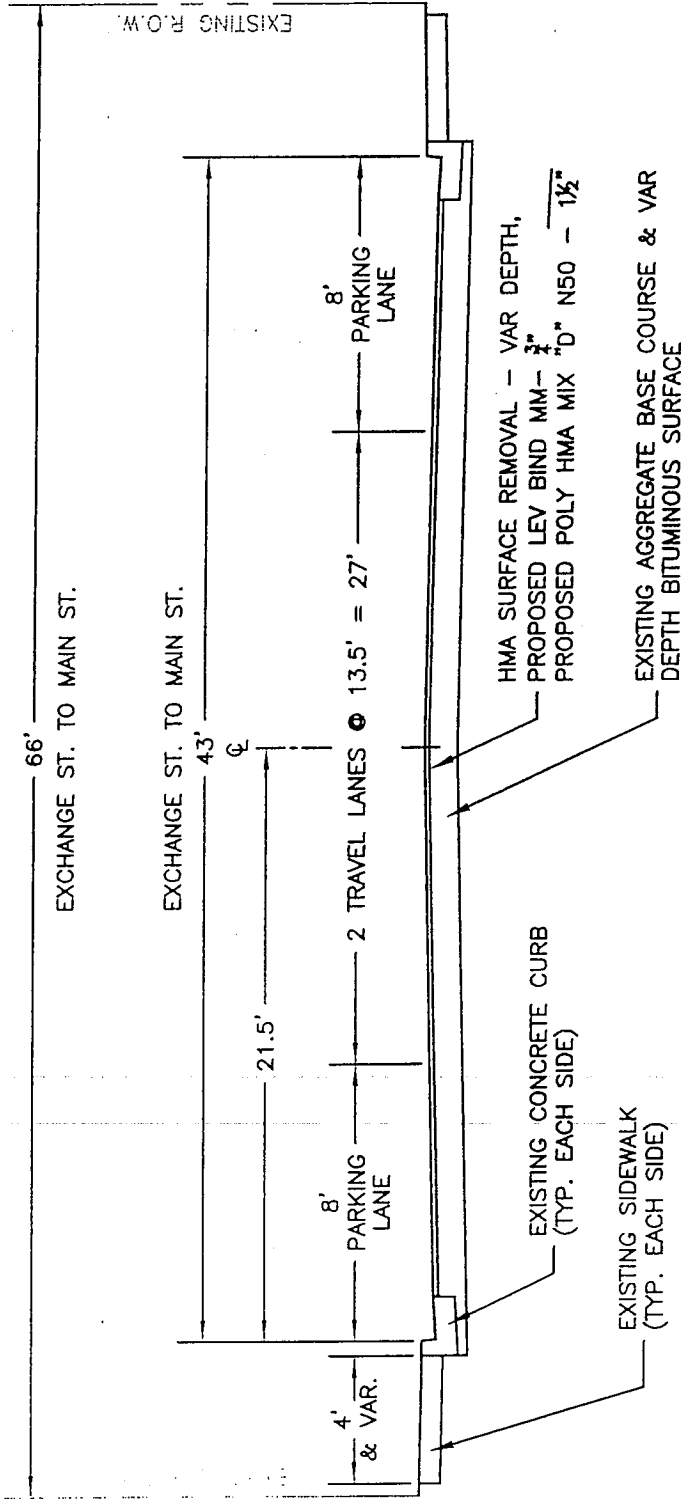 66'
EXCHANGE ST. TO MAIN ST.
EXISTING R.O.W.
EXCHANGE ST. TO MAIN ST.
43'
℄
21.5'
8'
PARKING
LANE
2 TRAVEL LANES @ 13.5' = 27'
8'
PARKING
LANE
4'
& VAR.
HMA SURFACE REMOVAL – VAR DEPTH,
PROPOSED LEV BIND MM– 3/4"
PROPOSED POLY HMA MIX "D" N50 – 1½"
EXISTING AGGREGATE BASE COURSE & VAR
DEPTH BITUMINOUS SURFACE
EXISTING CONCRETE CURB
(TYP. EACH SIDE)
EXISTING SIDEWALK
(TYP. EACH SIDE)